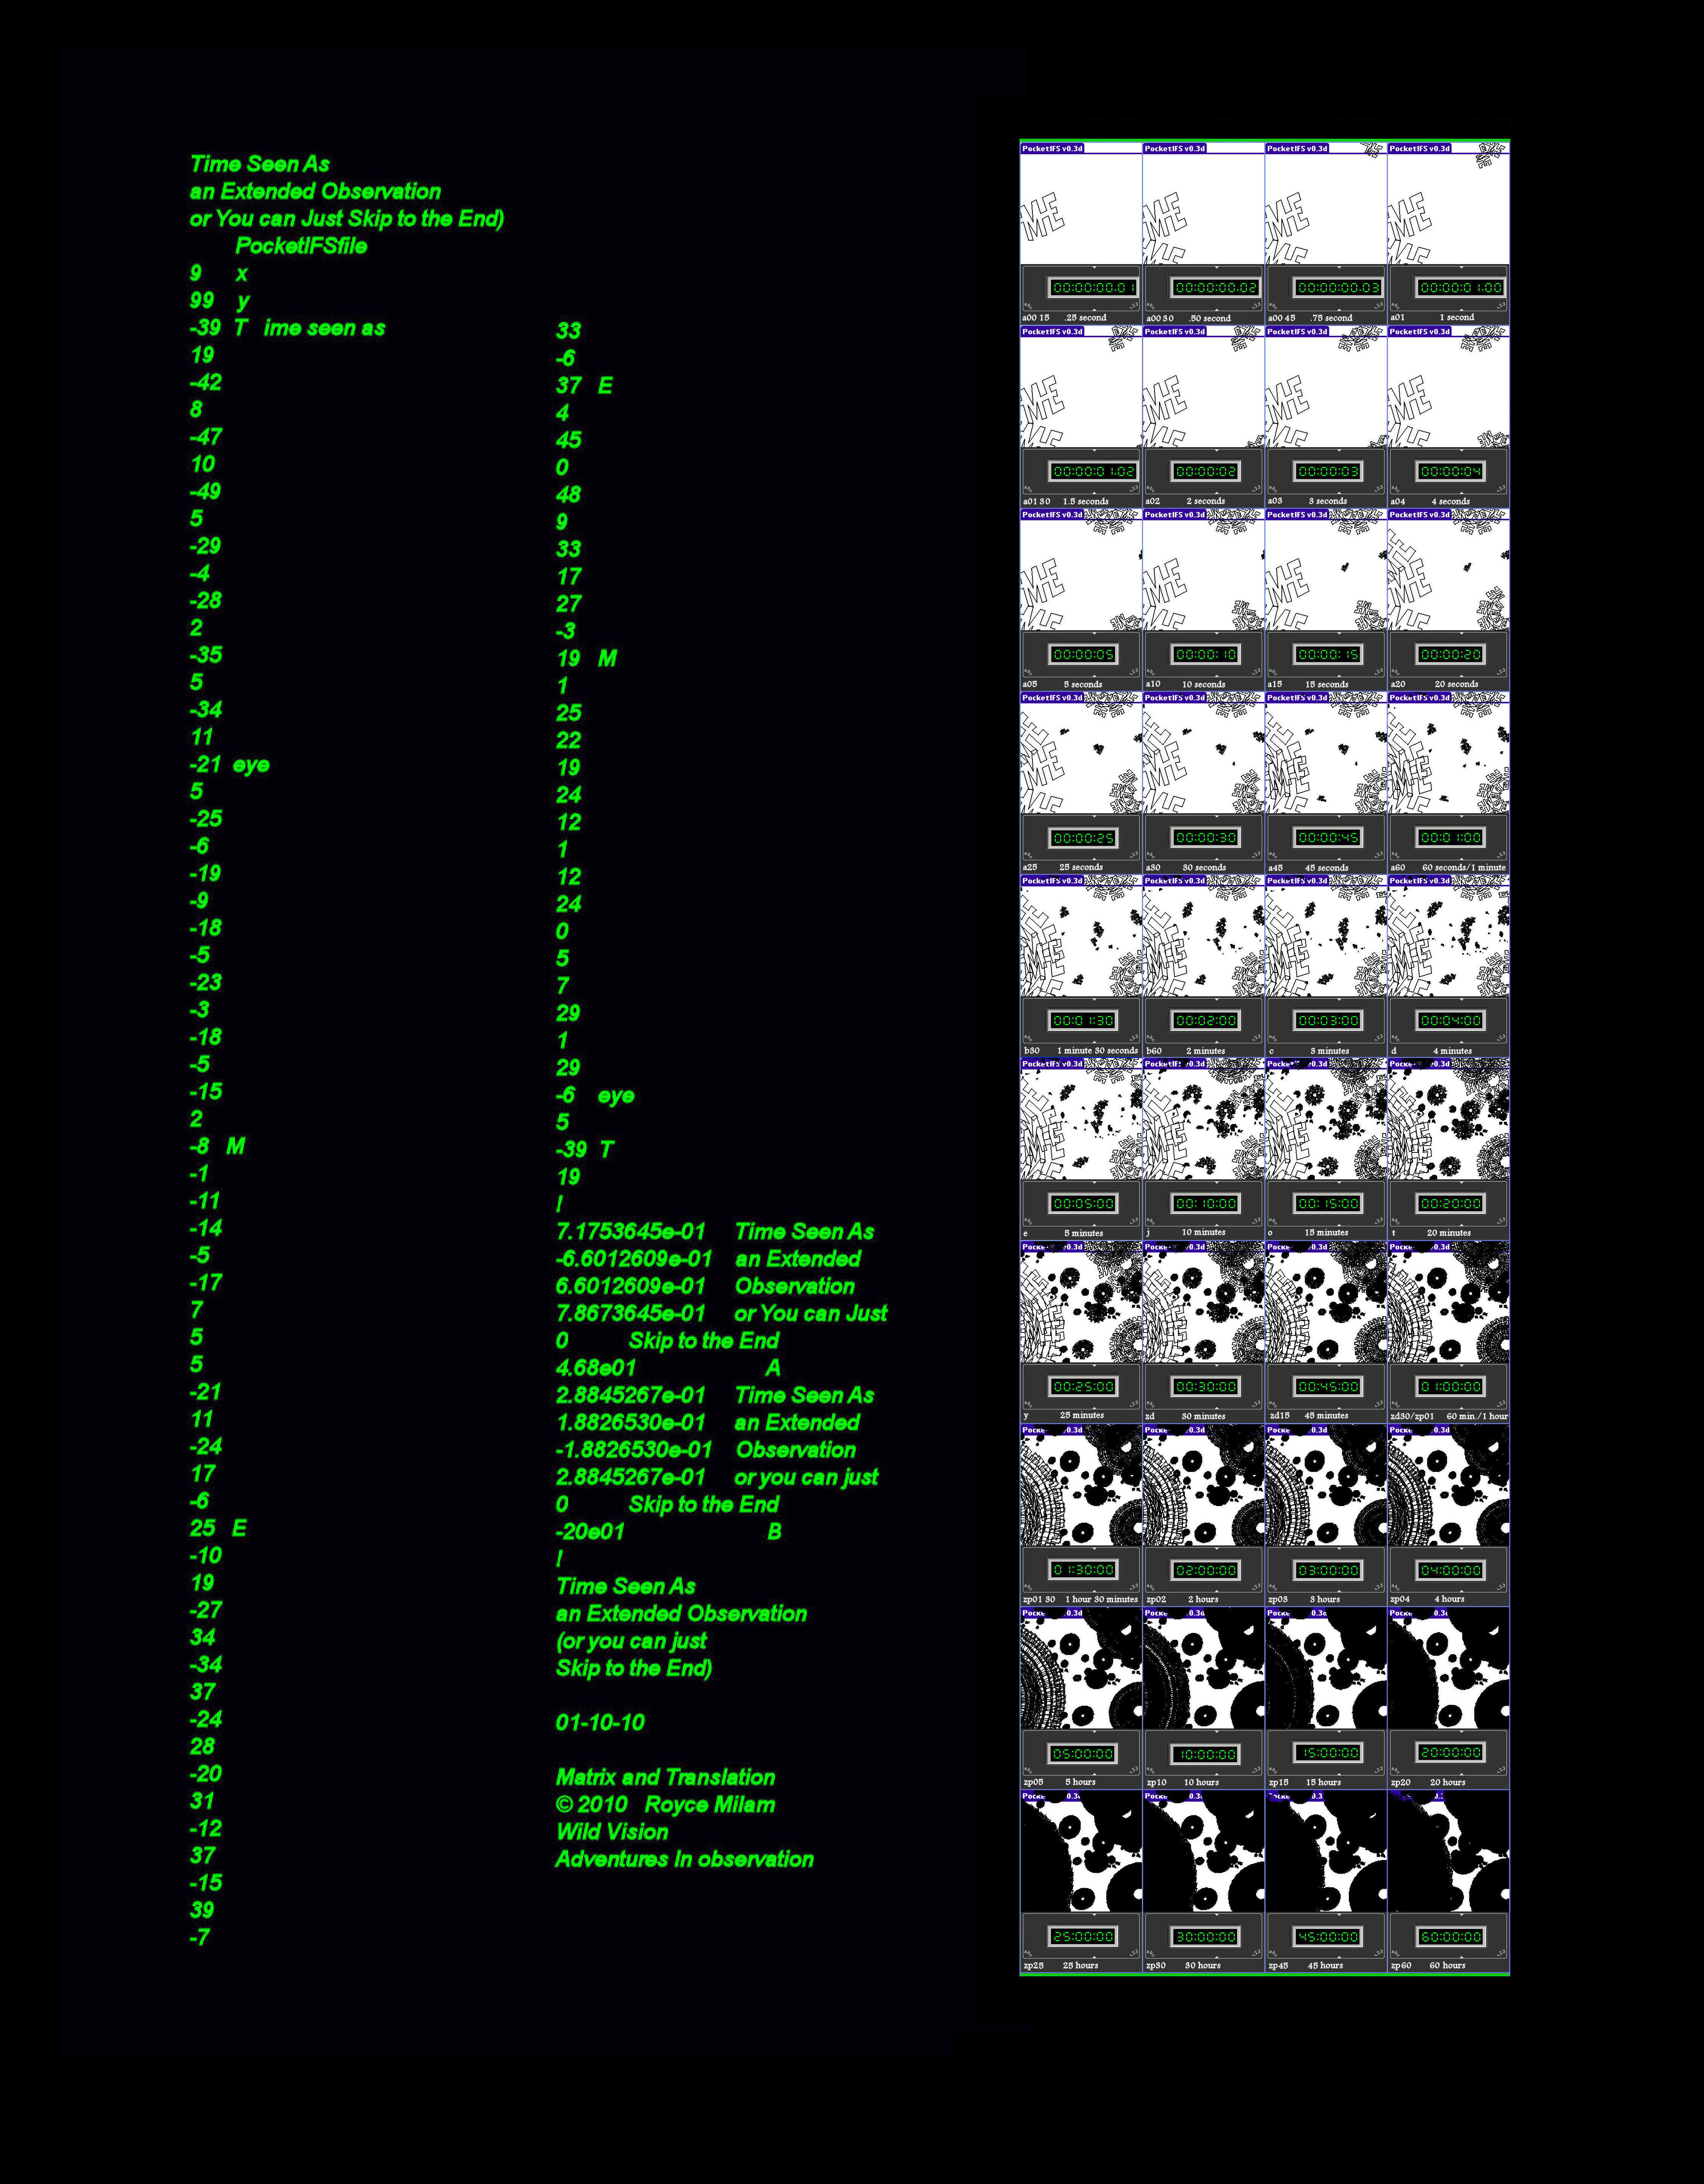 Time Seen As
an Extended Observation
or You can Just Skip to the End)
PocketIFSfile
9 x
99 y
-39 T ime seen as
19
-42
8
-47
10
-49
5
-29
-4
-28
2
-35
5
-34
11
-21 eye
5
-25
-6
-19
-9
-18
-5
-23
-3
-18
-5
-15
2
-8 M
-1
-11
-14
-5
-17
7
5
5
-21
11
-24
17
-6
25 E
-10
19
-27
34
-34
37
-24
28
-20
31
-12
37
-15
39
-7
33
-6
37 E
4
45
0
48
9
33
17
27
-3
19 M
1
25
22
19
24
12
1
12
24
0
5
7
29
1
29
-6 eye
5
-39 T
19
/
7.1753645e-01 Time Seen As
-6.6012609e-01 an Extended
6.6012609e-01 Observation
7.8673645e-01 or You can Just
0 Skip to the End
4.68e01 A
2.8845267e-01 Time Seen As
1.8826530e-01 an Extended
-1.8826530e-01 Observation
2.8845267e-01 or you can just
0 Skip to the End
-20e01 B
/
Time Seen As
an Extended Observation
(or you can just
Skip to the End)
01-10-10
Matrix and Translation
© 2010 Royce Milam
Wild Vision
Adventures In observation
PocketIFS v0.3d PocketIFS v0.3d PocketIFS v0.3d PocketIFS v0.3d
00:00:00.01 00:00:00.02 00:00:00.03 00:00:01.00
a00 15 .25 second a00 30 .50 second a00 45 .75 second a01 1 second
PocketIFS v0.3d PocketIFS v0.3d PocketIFS v0.3d PocketIFS v0.3d
00:00:01.02 00:00:02 00:00:03 00:00:04
a01 30 1.5 seconds a02 2 seconds a03 3 seconds a04 4 seconds
PocketIFS v0.3d PocketIFS v0.3d PocketIFS v0.3d PocketIFS v0.3d
00:00:05 00:00:10 00:00:15 00:00:20
a05 5 seconds a10 10 seconds a15 15 seconds a20 20 seconds
PocketIFS v0.3d PocketIFS v0.3d PocketIFS v0.3d PocketIFS v0.3d
00:00:25 00:00:30 00:00:45 00:01:00
a25 25 seconds a30 30 seconds a45 45 seconds a60 60 seconds/1 minute
PocketIFS v0.3d PocketIFS v0.3d PocketIFS v0.3d PocketIFS v0.3d
00:01:30 00:02:00 00:03:00 00:04:00
b30 1 minute 30 seconds b60 2 minutes c 3 minutes d 4 minutes
PocketIFS v0.3d v0.3d v0.3d v0.3d
00:05:00 00:10:00 00:15:00 00:20:00
e 5 minutes j 10 minutes o 15 minutes t 20 minutes
v0.3d v0.3d v0.3d v0.3d
00:25:00 00:30:00 00:45:00 01:00:00
y 25 minutes zd 30 minutes zd15 45 minutes zd30/zp01 60 min./1 hour
01:30:00 02:00:00 03:00:00 04:00:00
zp01 30 1 hour 30 minutes zp02 2 hours zp03 3 hours zp04 4 hours
05:00:00 10:00:00 15:00:00 20:00:00
zp05 5 hours zp10 10 hours zp15 15 hours zp20 20 hours
25:00:00 30:00:00 45:00:00 60:00:00
zp25 25 hours zp30 30 hours zp45 45 hours zp60 60 hours